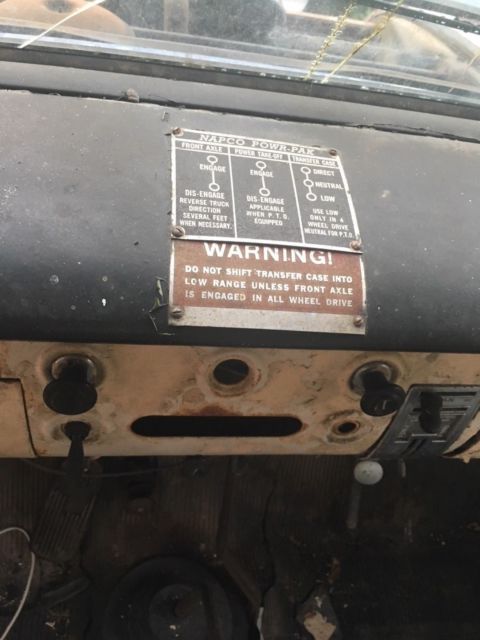 NAPCO POWR-PAK
FRONT AXLE
ENGAGE
DIS-ENGAGE
REVERSE TRUCK
DIRECTION
SEVERAL FEET
WHEN NECESSARY.
POWER TAKE-OFF
ENGAGE
DIS-ENGAGE
APPLICABLE
WHEN P.T.O.
EQUIPPED
TRANSFER CASE
DIRECT
NEUTRAL
LOW
USE LOW
ONLY IN 4
WHEEL DRIVE
NEUTRAL FOR P.T.O.
WARNING!
DO NOT SHIFT TRANSFER CASE INTO
LOW RANGE UNLESS FRONT AXLE
IS ENGAGED IN ALL WHEEL DRIVE